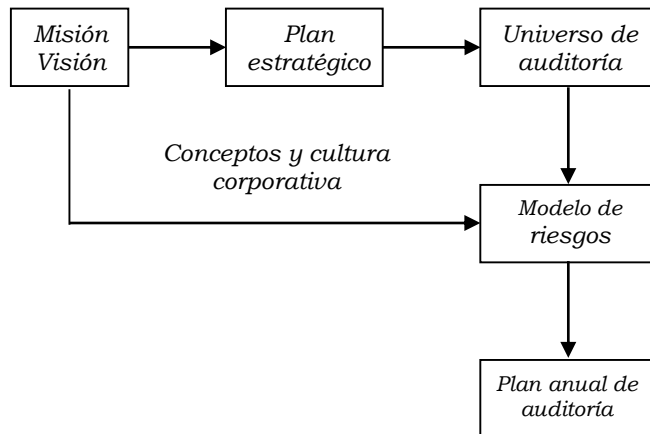 Misión
Visión
Plan
estratégico
Universo de
auditoría
Conceptos y cultura
corporativa
Modelo de
riesgos
Plan anual de
auditoría